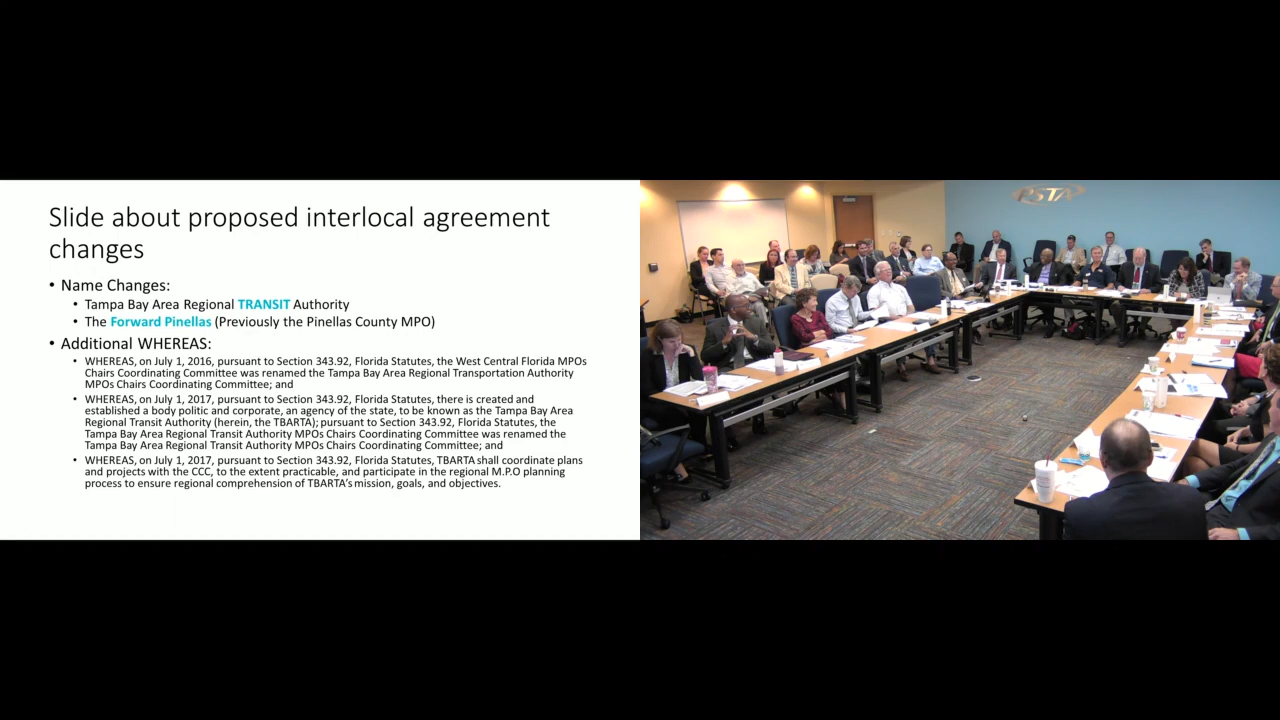 Slide about proposed interlocal agreement
changes
• Name Changes:
• Tampa Bay Area Regional TRANSIT Authority
• The Forward Pinellas (Previously the Pinellas County MPO)
• Additional WHEREAS:
• WHEREAS, on July 1, 2016, pursuant to Section 343.92, Florida Statutes, the West Central Florida MPOs
Chairs Coordinating Committee was renamed the Tampa Bay Area Regional Transportation Authority
MPOs Chairs Coordinating Committee; and
• WHEREAS, on July 1, 2017, pursuant to Section 343.92, Florida Statutes, there is created and
established a body politic and corporate, an agency of the state, to be known as the Tampa Bay Area
Regional Transit Authority (herein, the TBARTA); pursuant to Section 343.92, Florida Statutes, the
Tampa Bay Area Regional Transit Authority MPOs Chairs Coordinating Committee was renamed the
Tampa Bay Area Regional Transit Authority MPOs Chairs Coordinating Committee; and
• WHEREAS, on July 1, 2017, pursuant to Section 343.92, Florida Statutes, TBARTA shall coordinate plans
and projects with the CCC, to the extent practicable, and participate in the regional M.P.O planning
process to ensure regional comprehension of TBARTA's mission, goals, and objectives.
PSTA